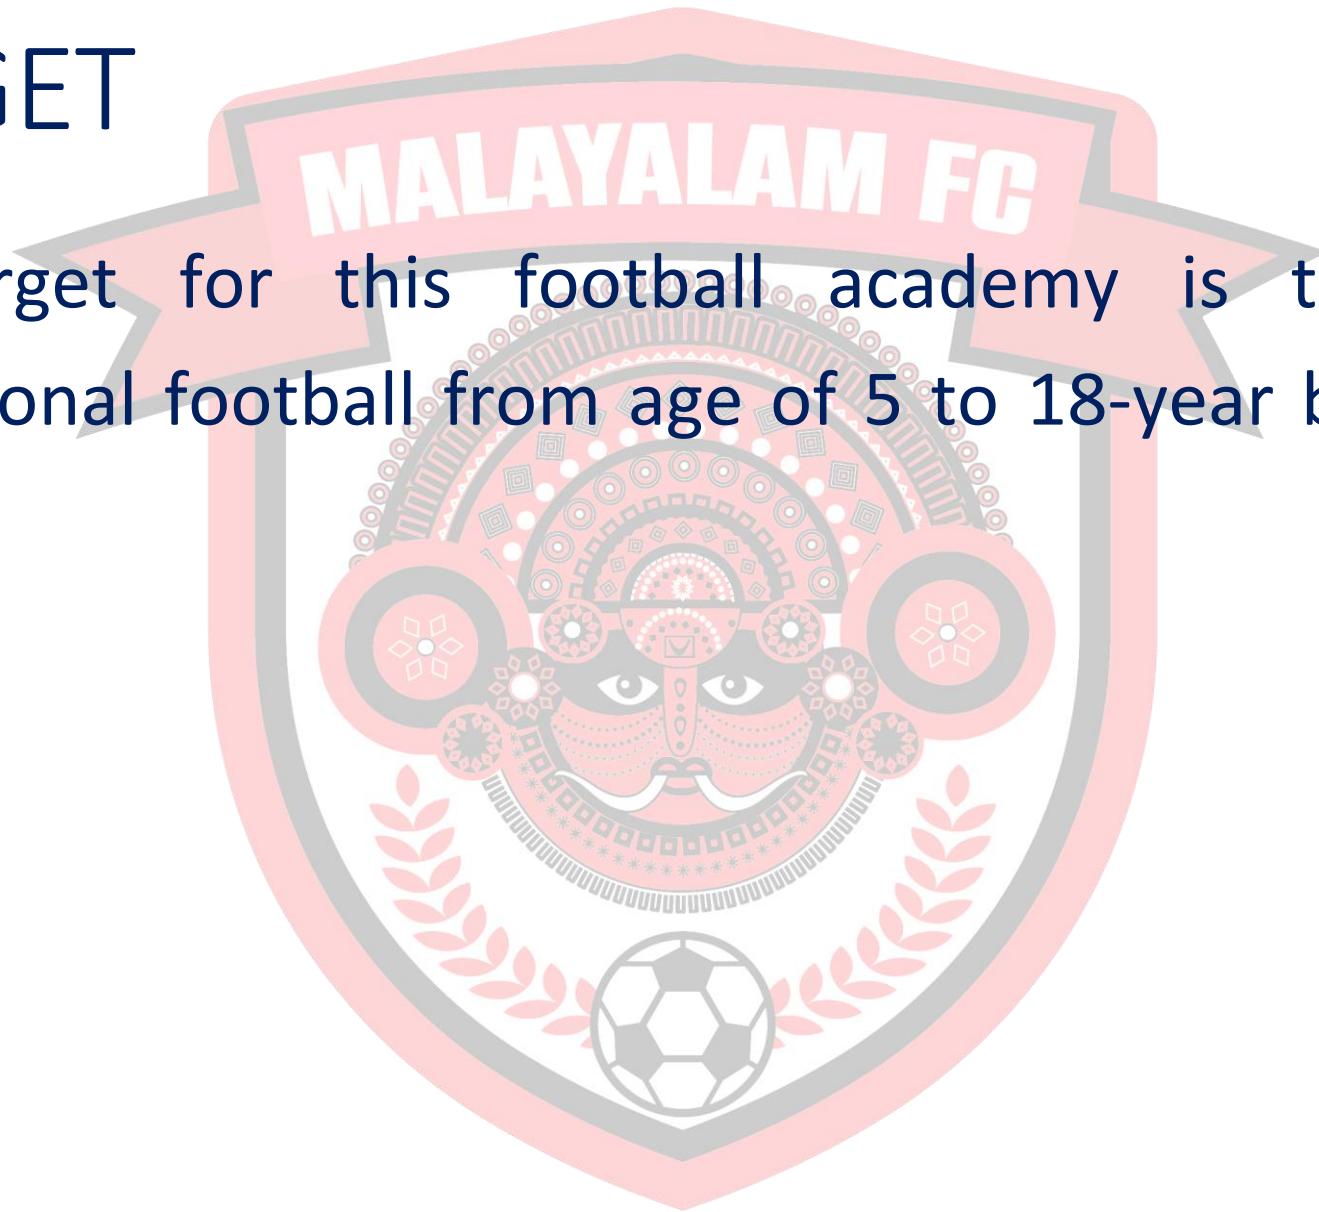 GET
MALAYALAM FC
rget for this football academy is t
onal football from age of 5 to 18-year b